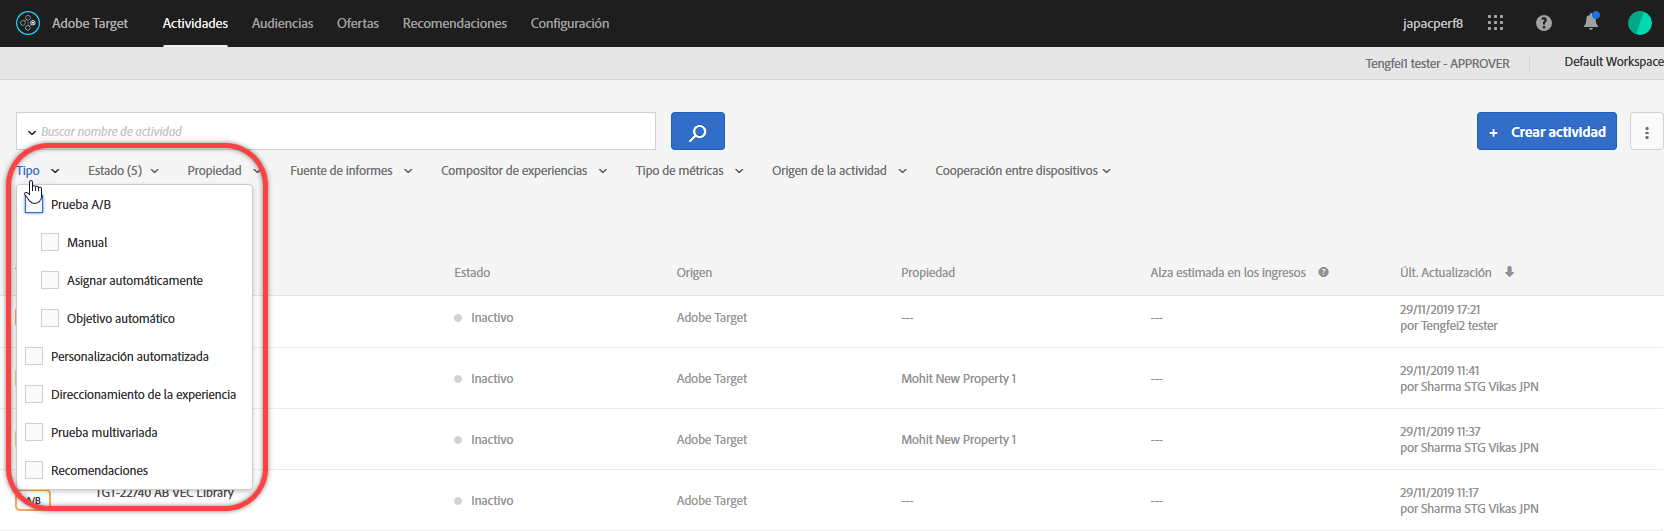 Adobe Target Actividades Audiencias Ofertas Recomendaciones Configuración japacperf8
Tengfei1 tester - APPROVER Default Workspace
Buscar nombre de actividad
+ Crear actividad
Tipo Estado (5) Propiedad Fuente de informes Compositor de experiencias Tipo de métricas Origen de la actividad Cooperación entre dispositivos
Prueba A/B
Manual
Asignar automáticamente
Objetivo automático
Personalización automatizada
Direccionamiento de la experiencia
Prueba multivariada
Recomendaciones
Estado Origen Propiedad Alza estimada en los ingresos Últ. Actualización
Inactivo Adobe Target --- --- 29/11/2019 17:21
por Tengfei2 tester
Inactivo Adobe Target Mohit New Property 1 --- 29/11/2019 11:41
por Sharma STG Vikas JPN
Inactivo Adobe Target Mohit New Property 1 --- 29/11/2019 11:37
por Sharma STG Vikas JPN
A/B TGT-22740 AB VEC Library Inactivo Adobe Target --- --- 29/11/2019 11:17
por Sharma STG Vikas JPN